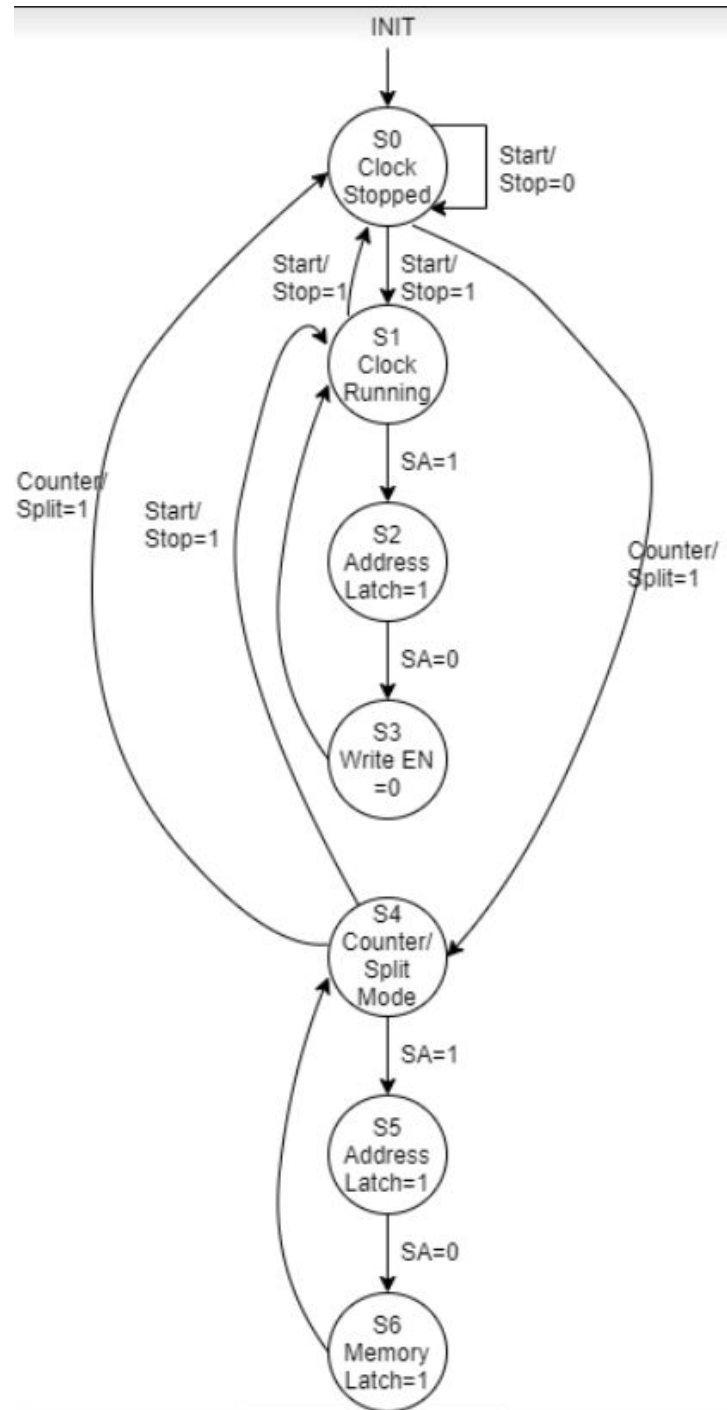 INIT
S0
Clock
Stopped
Start/
Stop=0
Start/
Stop=1
Start/
Stop=1
S1
Clock
Running
SA=1
Counter/
Split=1
Start/
Stop=1
S2
Address
Latch=1
Counter/
Split=1
SA=0
S3
Write EN
=0
S4
Counter/
Split
Mode
SA=1
S5
Address
Latch=1
SA=0
S6
Memory
Latch=1